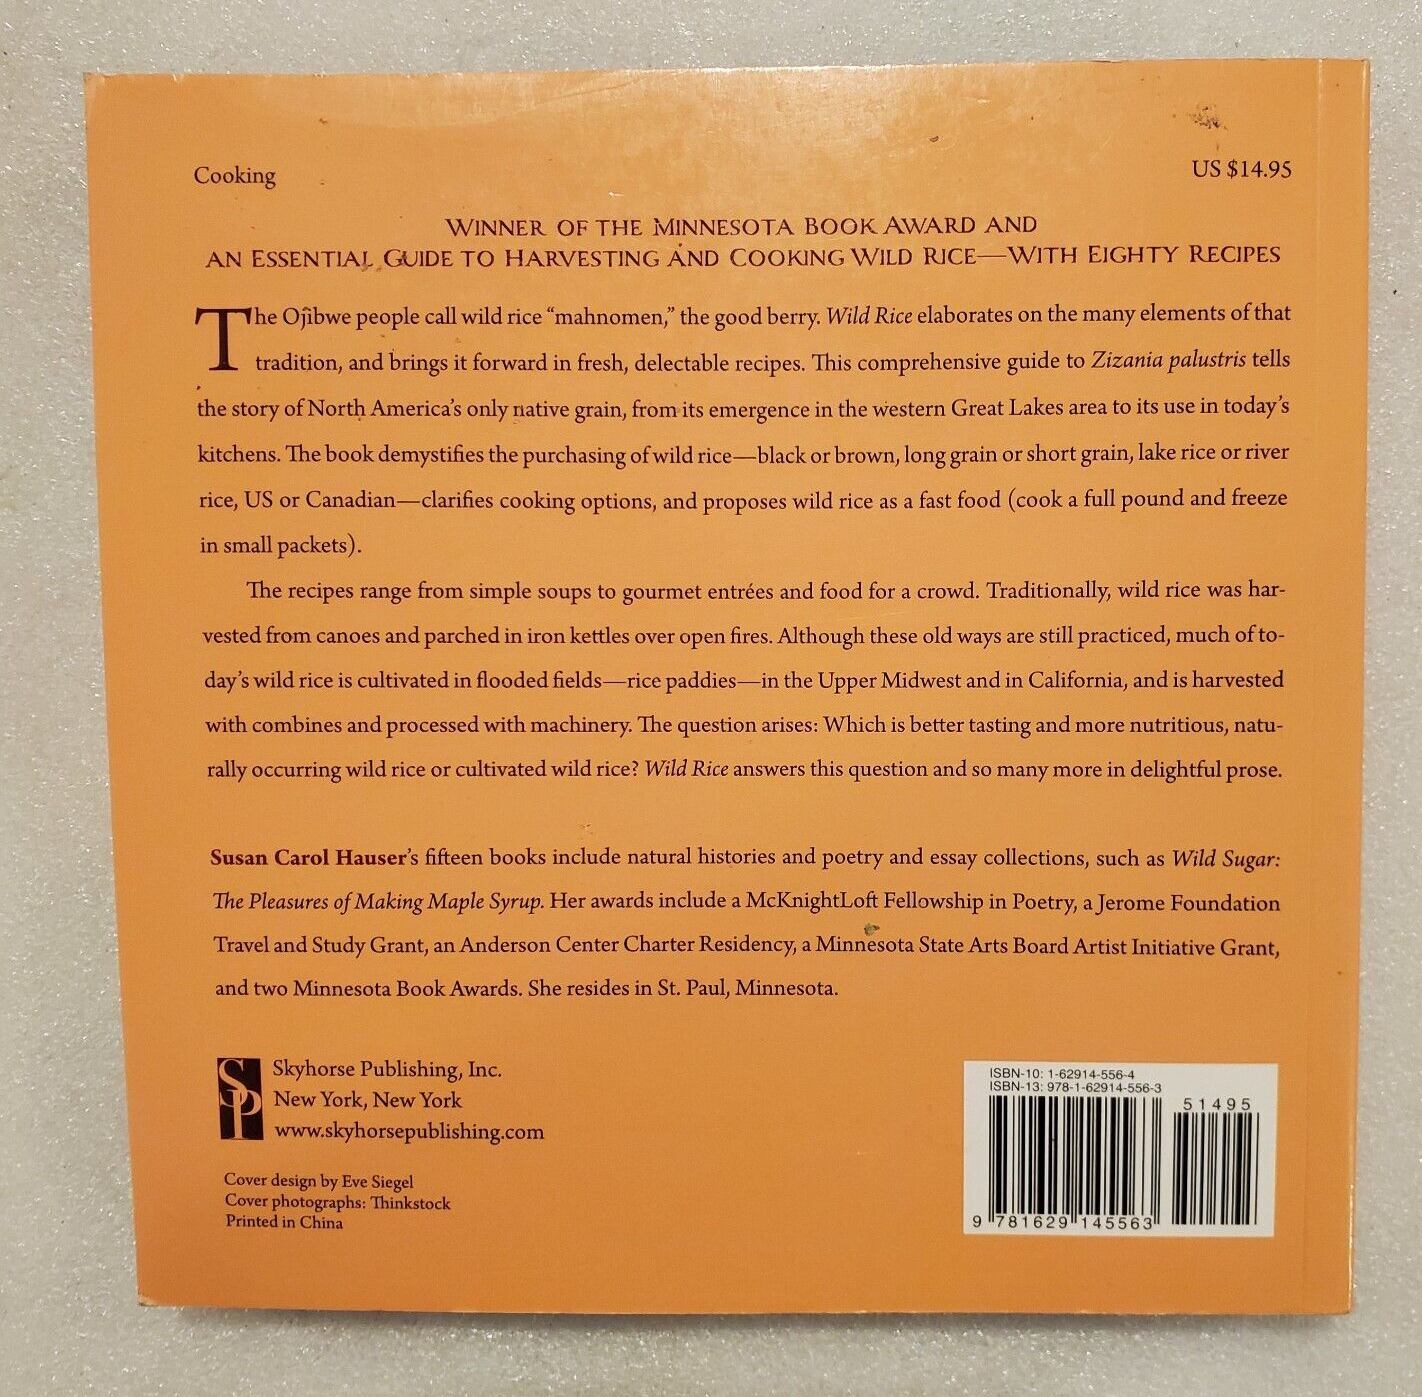 Cooking
US $14.95
WINNER OF THE MINNESOTA BOOK AWARD AND
AN ESSENTIAL GUIDE TO HARVESTING AND COOKING WILD RICE—WITH EIGHTY RECIPES
The Ojibwe people call wild rice “mahnomen,” the good berry. Wild Rice elaborates on the many elements of that
tradition, and brings it forward in fresh, delectable recipes. This comprehensive guide to Zizania palustris tells
the story of North America’s only native grain, from its emergence in the western Great Lakes area to its use in today’s
kitchens. The book demystifies the purchasing of wild rice—black or brown, long grain or short grain, lake rice or river
rice, US or Canadian—clarifies cooking options, and proposes wild rice as a fast food (cook a full pound and freeze
in small packets).
The recipes range from simple soups to gourmet entrées and food for a crowd. Traditionally, wild rice was har-
vested from canoes and parched in iron kettles over open fires. Although these old ways are still practiced, much of to-
day’s wild rice is cultivated in flooded fields—rice paddies—in the Upper Midwest and in California, and is harvested
with combines and processed with machinery. The question arises: Which is better tasting and more nutritious, natu-
rally occurring wild rice or cultivated wild rice? Wild Rice answers this question and so many more in delightful prose.
Susan Carol Hauser’s fifteen books include natural histories and poetry and essay collections, such as Wild Sugar:
The Pleasures of Making Maple Syrup. Her awards include a McKnightLoft Fellowship in Poetry, a Jerome Foundation
Travel and Study Grant, an Anderson Center Charter Residency, a Minnesota State Arts Board Artist Initiative Grant,
and two Minnesota Book Awards. She resides in St. Paul, Minnesota.
SP
Skyhorse Publishing, Inc.
New York, New York
www.skyhorsepublishing.com
Cover design by Eve Siegel
Cover photographs: Thinkstock
Printed in China
ISBN-10: 1-62914-556-4
ISBN-13: 978-1-62914-556-3
51495
9 781629 145563